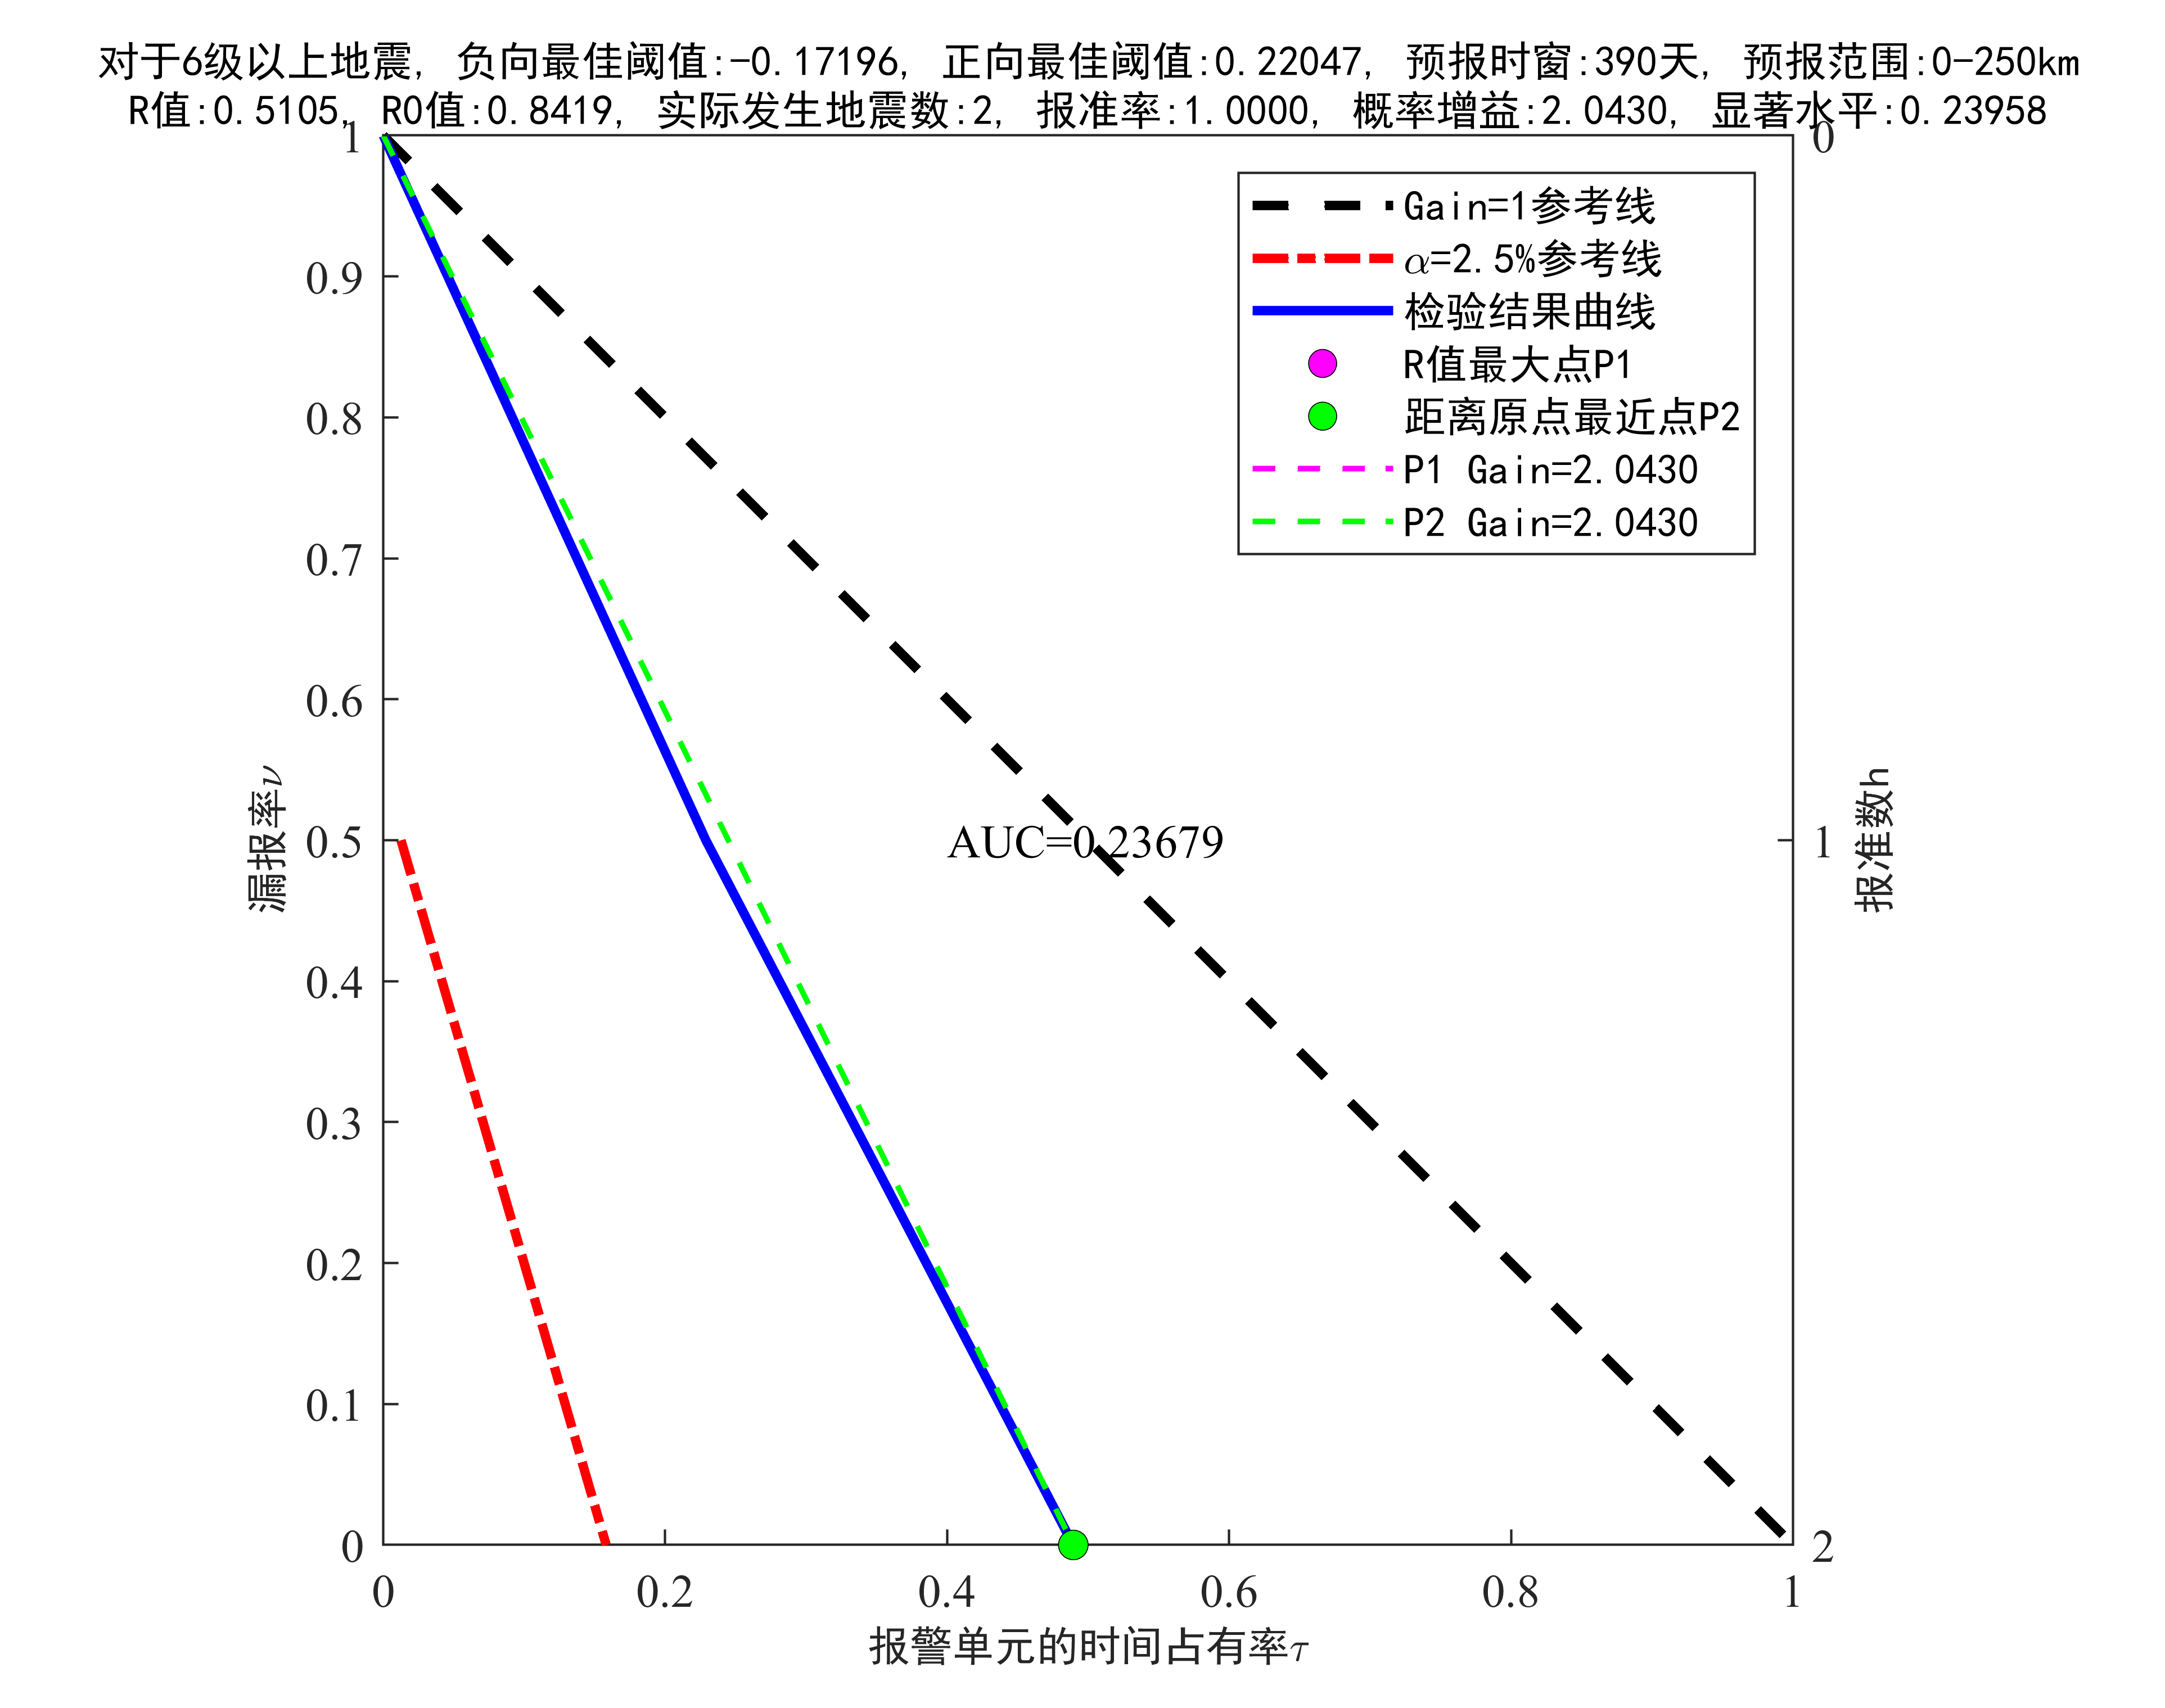 对于6级以上地震, 负向最佳阈值:-0.17196, 正向最佳阈值:0.22047, 预报时窗:390天, 预报范围:0-250km
R值:0.5105, R0值:0.8419, 实际发生地震数:2, 报准率:1.0000, 概率增益:2.0430, 显著水平:0.23958
Gain=1参考线
α=2.5%参考线
检验结果曲线
R值最大点P1
距离原点最近点P2
P1 Gain=2.0430
P2 Gain=2.0430
AUC=0.23679
漏报率ν
1
0.9
0.8
0.7
0.6
0.5
0.4
0.3
0.2
0.1
0
0
0.2
0.4
0.6
0.8
1
报警单元的时间占有率τ
0
1
2
报准数h